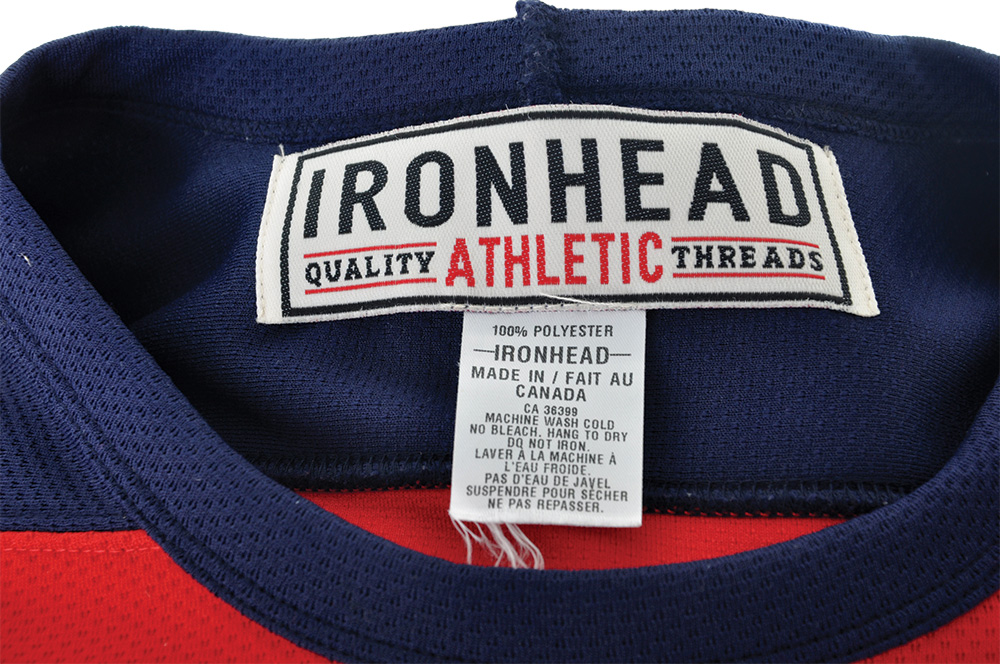 IRONHEAD
QUALITY ATHLETIC THREADS
100% POLYESTER
—IRONHEAD—
MADE IN / FAIT AU
CANADA
CA 36399
MACHINE WASH COLD
NO BLEACH. HANG TO DRY
DO NOT IRON.
LAVER À LA MACHINE À
L'EAU FROIDE.
PAS D'EAU DE JAVEL
SUSPENDRE POUR SÈCHER
NE PAS REPASSER.